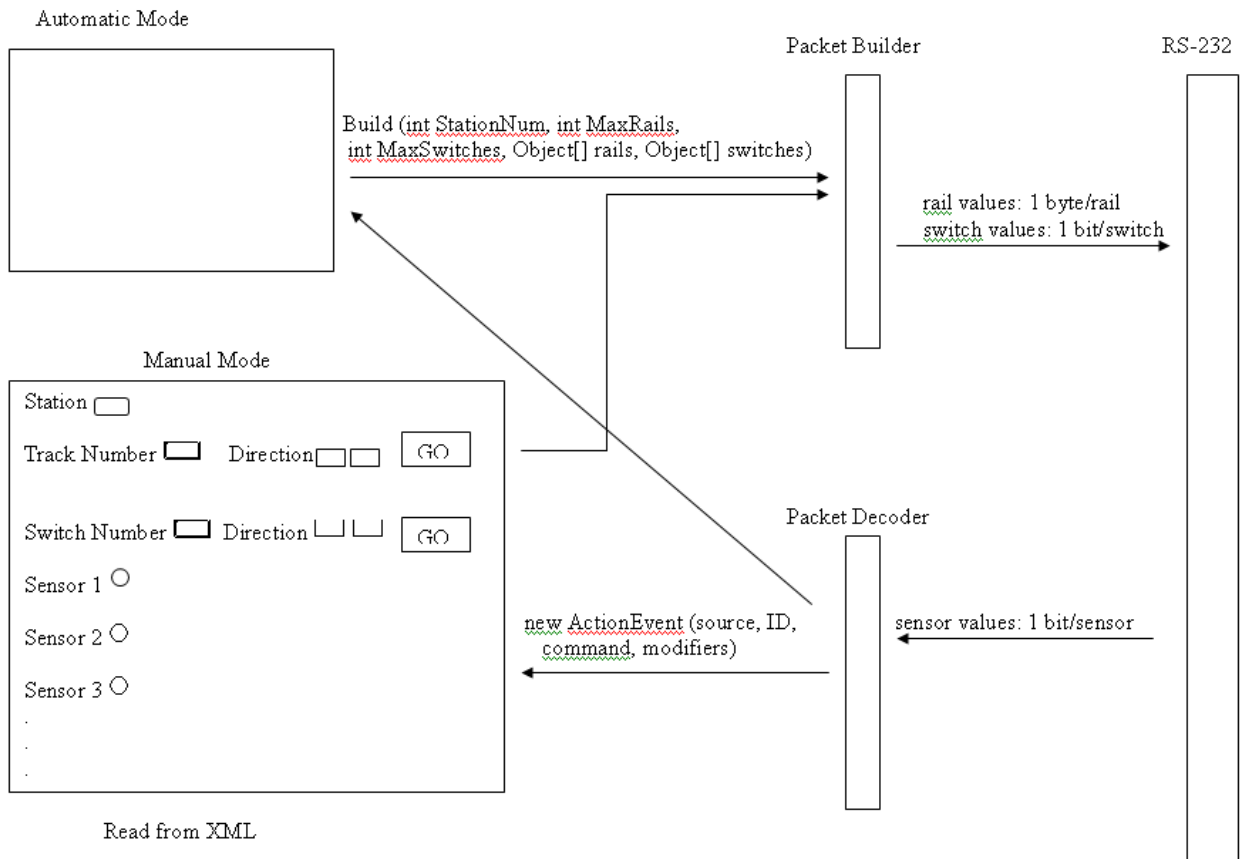 Automatic Mode
Packet Builder
RS-232
Build (int StationNum, int MaxRails,
int MaxSwitches, Object[] rails, Object[] switches)
rail values: 1 byte/rail
switch values: 1 bit/switch
Manual Mode
Station
Track Number Direction GO
Switch Number Direction GO
Sensor 1
Sensor 2
Sensor 3
.
.
.
Packet Decoder
new ActionEvent (source, ID,
command, modifiers)
sensor values: 1 bit/sensor
Read from XML